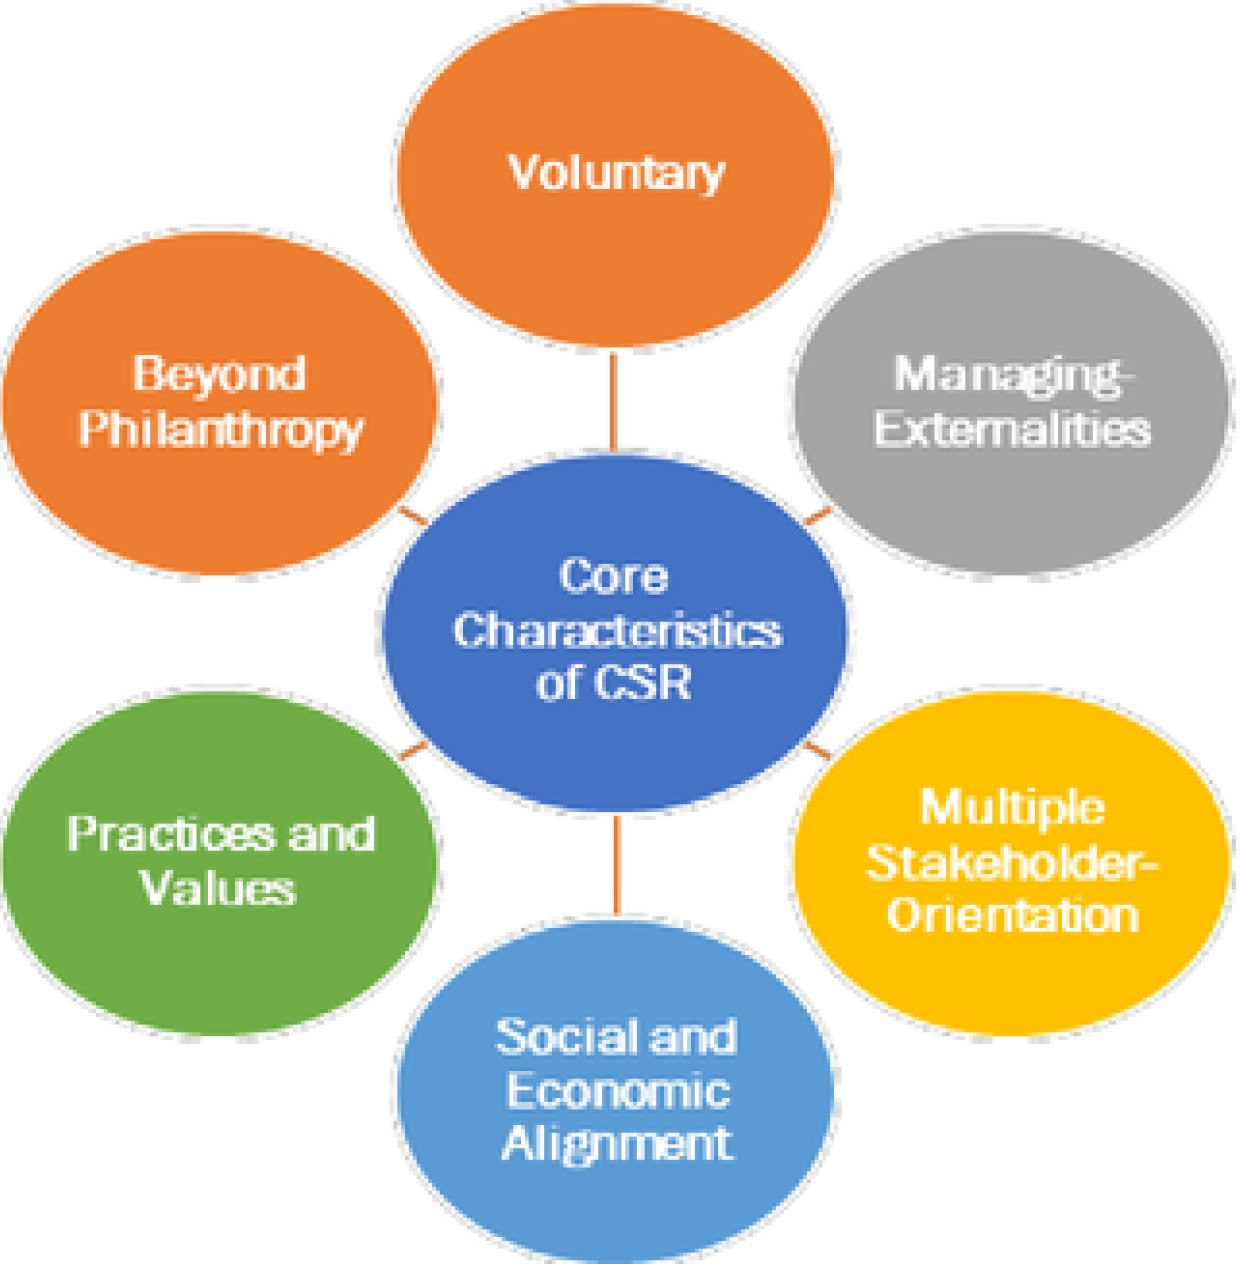 Voluntary
Beyond
Philanthropy
Managing-
Externalities
Core
Characteristics
of CSR
Practices and
Values
Multiple
Stakeholder-
Orientation
Social and
Economic
Alignment